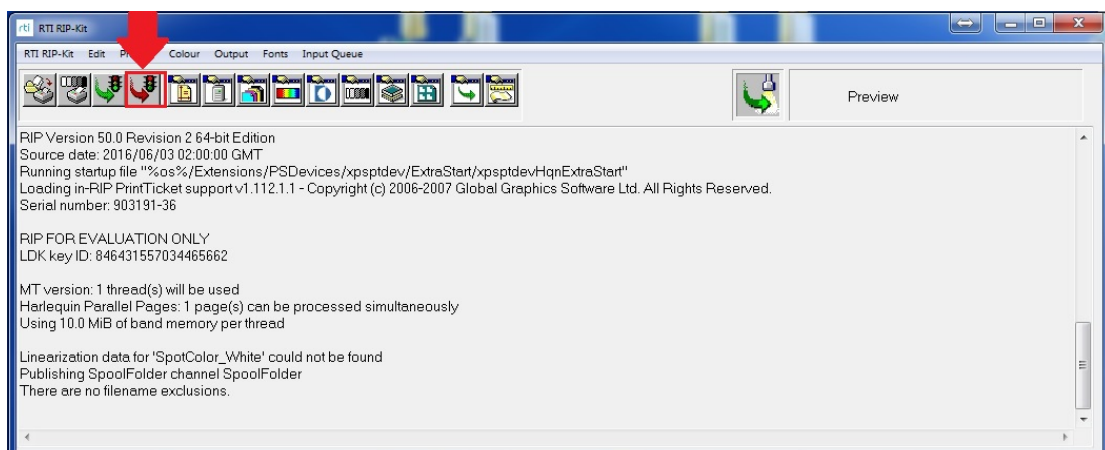 rti RTI RIP-Kit
RTI RIP-Kit Edit Colour Output Fonts Input Queue
Preview
RIP Version 50.0 Revision 2 64-bit Edition
Source date: 2016/06/03 02:00:00 GMT
Running startup file "%os%/Extensions/PSDevices/xpsptdev/ExtraStart/xpsptdevHqnExtraStart"
Loading in-RIP PrintTicket support v1.112.1.1 - Copyright (c) 2006-2007 Global Graphics Software Ltd. All Rights Reserved.
Serial number: 903191-36
RIP FOR EVALUATION ONLY
LDK key ID: 846431557034465662
MT version: 1 thread(s) will be used
Harlequin Parallel Pages: 1 page(s) can be processed simultaneously
Using 10.0 MiB of band memory per thread
Linearization data for 'SpotColor_White' could not be found
Publishing SpoolFolder channel SpoolFolder
There are no filename exclusions.